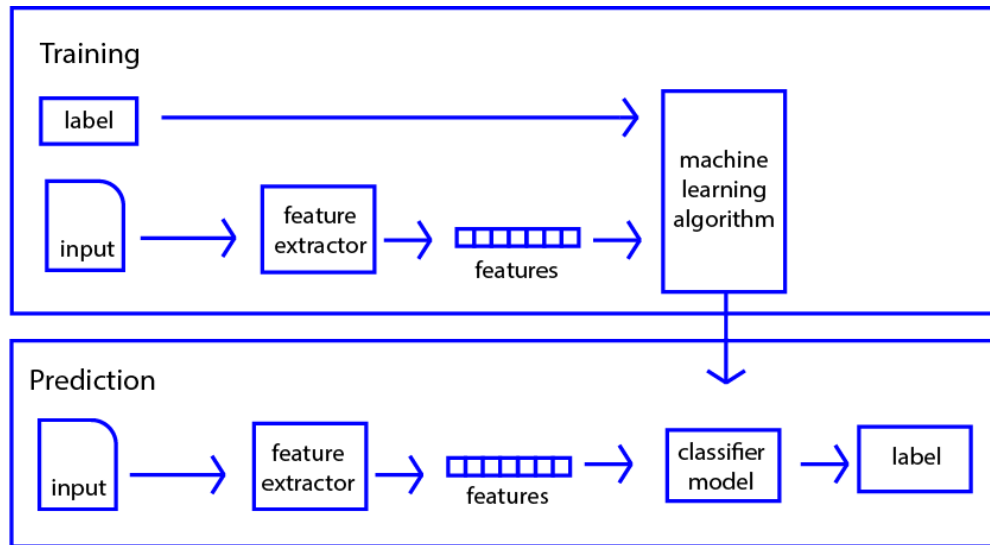 Training
label
machine
learning
algorithm
input
feature
extractor
features
Prediction
input
feature
extractor
features
classifier
model
label